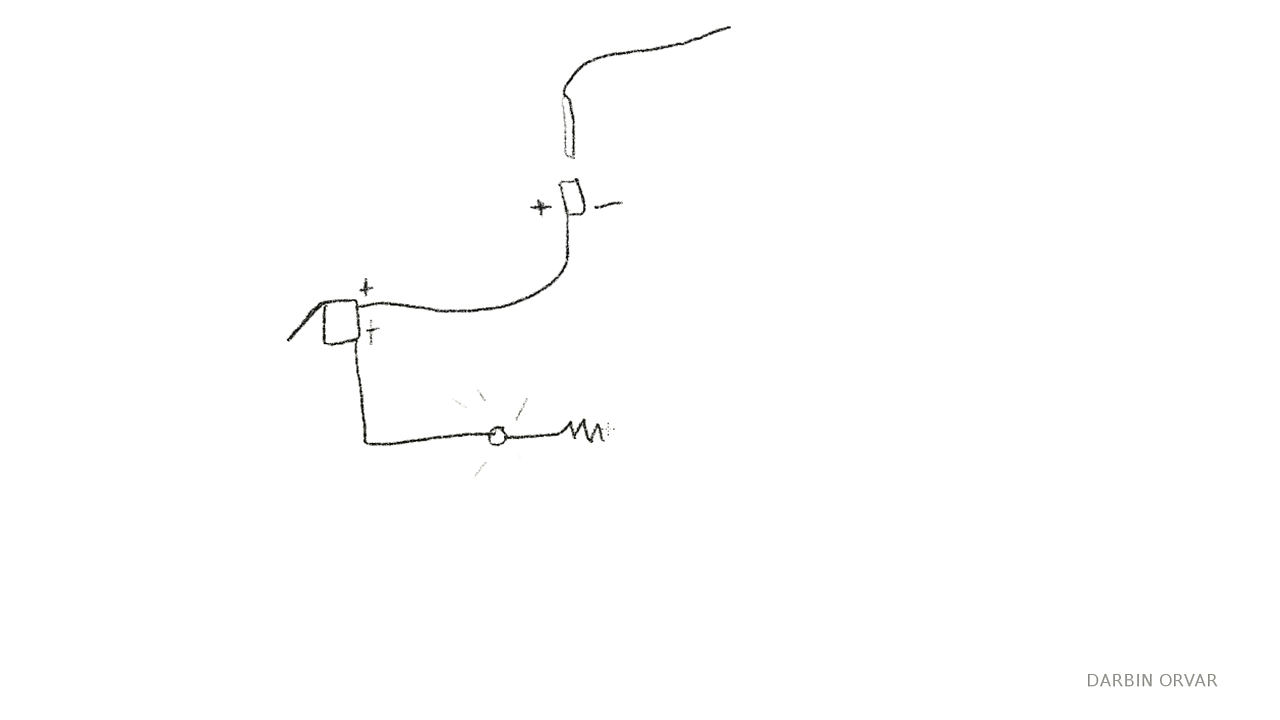 + −
+
+
DARBIN ORVAR